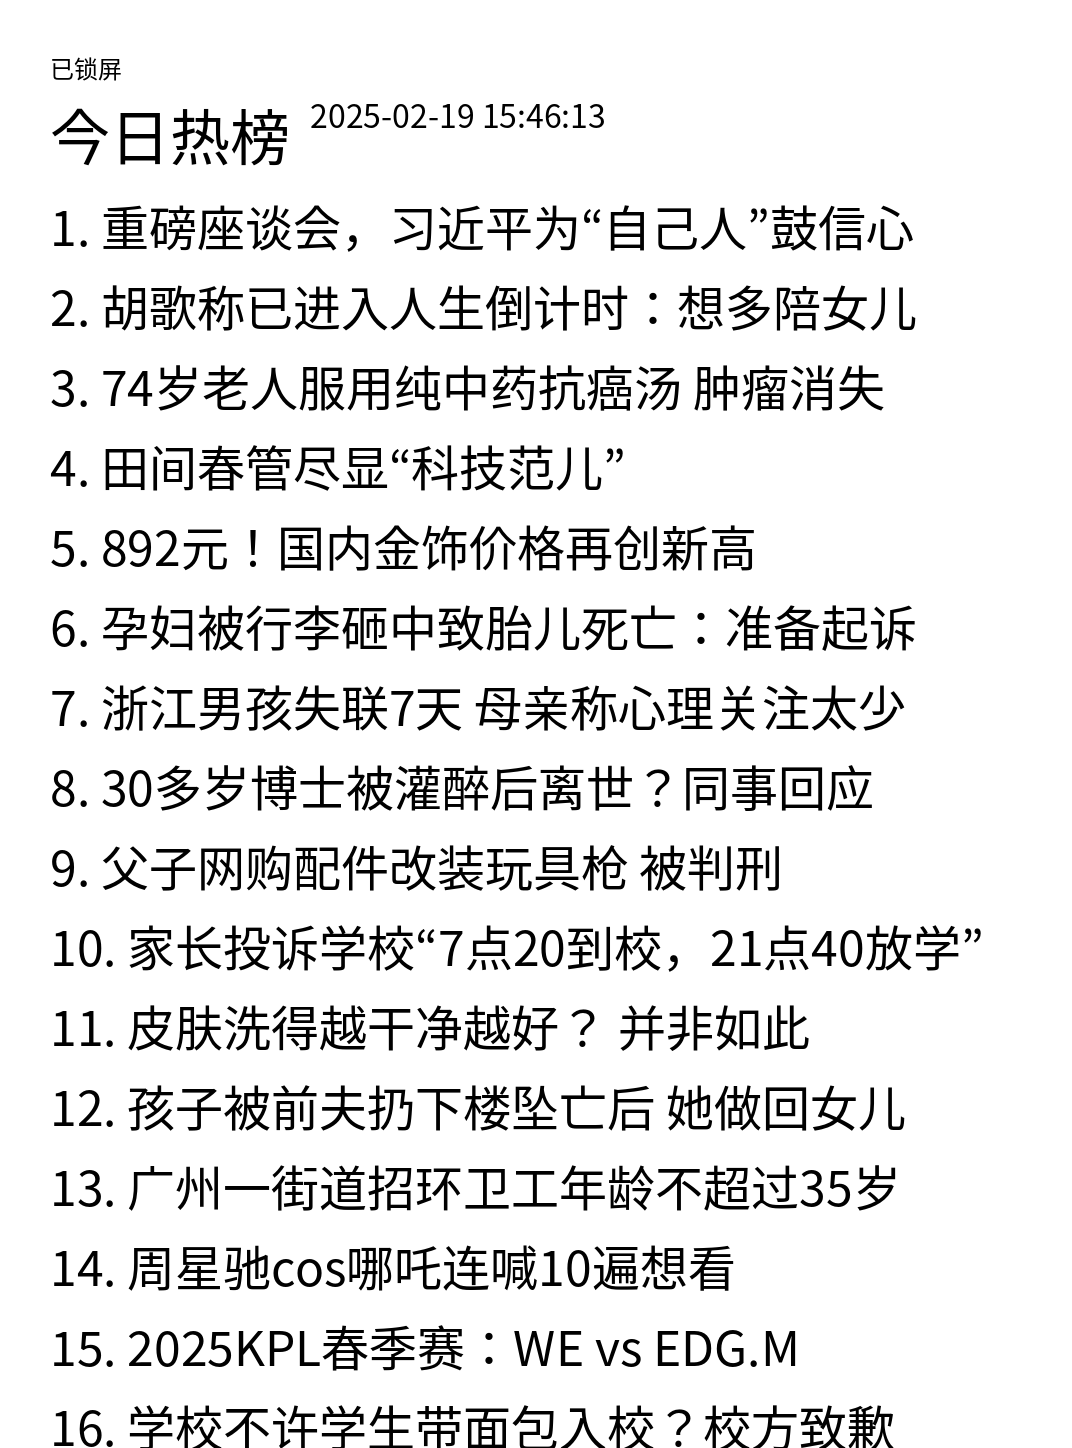 已锁屏
今日热榜 2025-02-19 15:46:13
1. 重磅座谈会，习近平为“自己人”鼓信心
2. 胡歌称已进入人生倒计时：想多陪女儿
3. 74岁老人服用纯中药抗癌汤 肿瘤消失
4. 田间春管尽显“科技范儿”
5. 892元！国内金饰价格再创新高
6. 孕妇被行李砸中致胎儿死亡：准备起诉
7. 浙江男孩失联7天 母亲称心理关注太少
8. 30多岁博士被灌醉后离世？同事回应
9. 父子网购配件改装玩具枪 被判刑
10. 家长投诉学校“7点20到校，21点40放学”
11. 皮肤洗得越干净越好？ 并非如此
12. 孩子被前夫扔下楼坠亡后 她做回女儿
13. 广州一街道招环卫工年龄不超过35岁
14. 周星驰cos哪吒连喊10遍想看
15. 2025KPL春季赛：WE vs EDG.M
16. 学校不许学生带面包入校？校方致歉